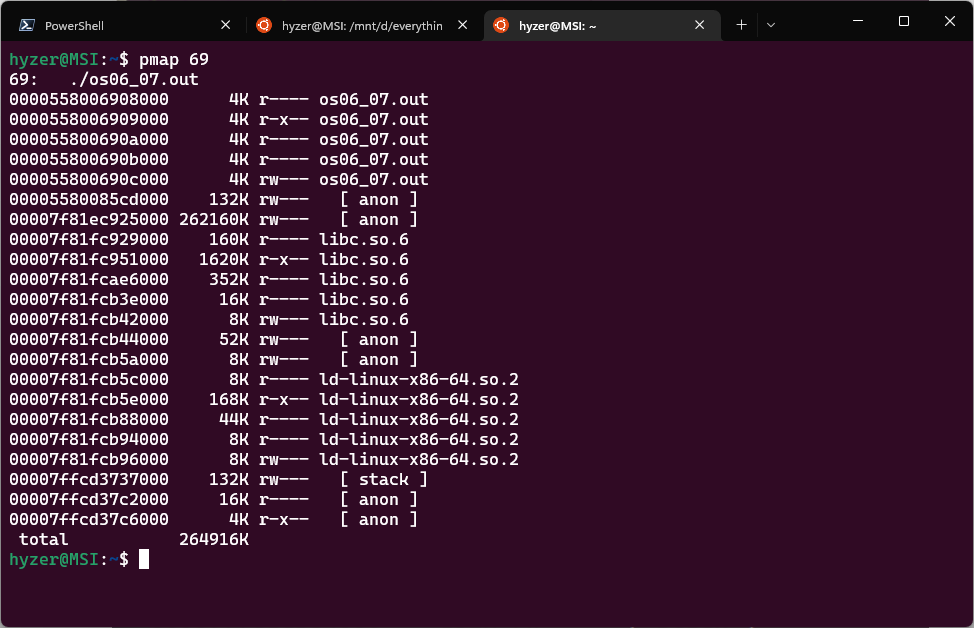 PowerShell
hyzer@MSI: /mnt/d/everythin
hyzer@MSI: ~
hyzer@MSI:~$ pmap 69
69:   ./os06_07.out
0000558006908000      4K r---- os06_07.out
0000558006909000      4K r-x-- os06_07.out
000055800690a000      4K r---- os06_07.out
000055800690b000      4K r---- os06_07.out
000055800690c000      4K rw--- os06_07.out
00005580085cd000    132K rw---   [ anon ]
00007f81ec925000 262160K rw---   [ anon ]
00007f81fc929000    160K r---- libc.so.6
00007f81fc951000   1620K r-x-- libc.so.6
00007f81fcae6000    352K r---- libc.so.6
00007f81fcb3e000     16K r---- libc.so.6
00007f81fcb42000      8K rw--- libc.so.6
00007f81fcb44000     52K rw---   [ anon ]
00007f81fcb5a000      8K rw---   [ anon ]
00007f81fcb5c000      8K r---- ld-linux-x86-64.so.2
00007f81fcb5e000    168K r-x-- ld-linux-x86-64.so.2
00007f81fcb88000     44K r---- ld-linux-x86-64.so.2
00007f81fcb94000      8K r---- ld-linux-x86-64.so.2
00007f81fcb96000      8K rw--- ld-linux-x86-64.so.2
00007ffcd3737000    132K rw---   [ stack ]
00007ffcd37c2000     16K r----   [ anon ]
00007ffcd37c6000      4K r-x--   [ anon ]
 total           264916K
hyzer@MSI:~$